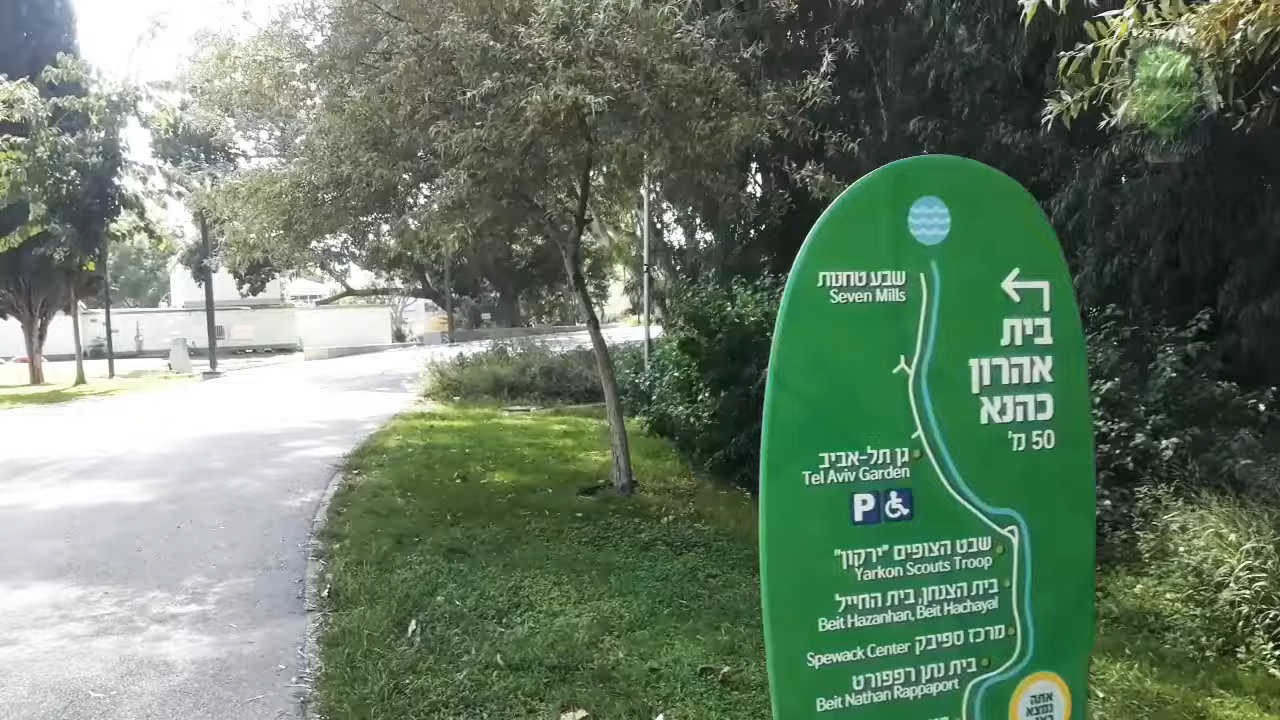 שבע טחנות
Seven Mills
בית
אהרון
כהנא
50 מ'
גן תל-אביב
Tel Aviv Garden
P
שבט הצופים "ירקון"
Yarkon Scouts Troop
בית הצנחן, בית החייל
Beit Hazanhan, Beit Hachayal
מרכז ספיבק Spewack Center
בית נתן רפפורט
Beit Nathan Rappaport
אתה
נמצא